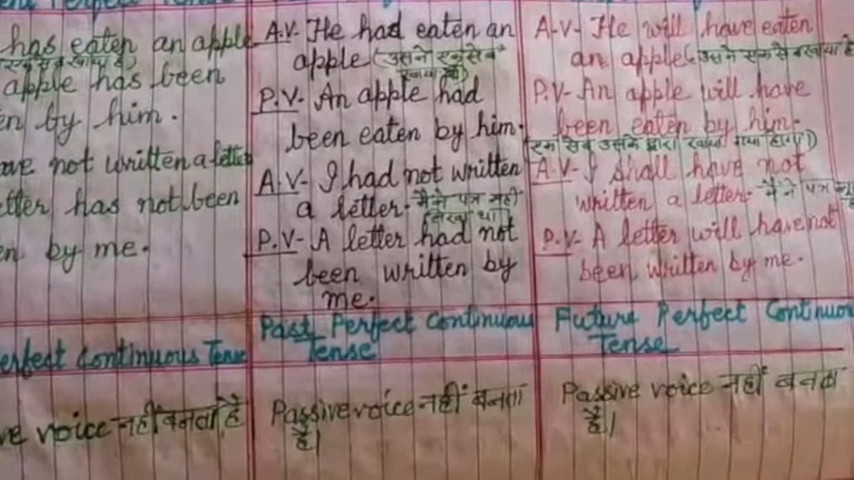 has eaten an apple
apple has been
by him.
not written a letter
has not been
by me.
Continuous Tense
voice नहीं बनता है
A.V- He had eaten an
apple (उसने एक सेब
खाया था)
P.V- An apple had
been eaten by him.
A.V- I had not written
a letter. मैंने पत्र नहीं
लिखा था
P.V- A letter had not
been written by
me.
Past Perfect Continuous
Tense
Passive voice नहीं बनता
है।
A.V- He will have eaten
an apple (उसने एक सेब खाया
P.V- An apple will have
been eaten by him.
एक सेब उसके द्वारा खाया गया होगा)
A.V- I shall have not
written a letter. मैंने पत्र
P.V- A letter will have not
been written by me.
Future Perfect
Tense
Passive voice नहीं बनता
है।